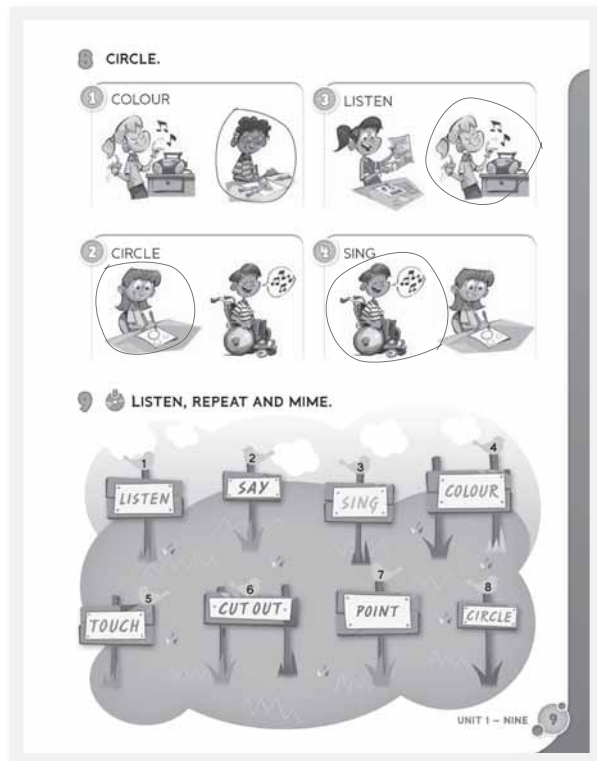 8 CIRCLE.
1 COLOUR
3 LISTEN
2 CIRCLE
4 SING
9 LISTEN, REPEAT AND MIME.
1
LISTEN
2
SAY
3
SING
4
COLOUR
5
TOUCH
6
CUT OUT
7
POINT
8
CIRCLE
UNIT 1 – NINE 9